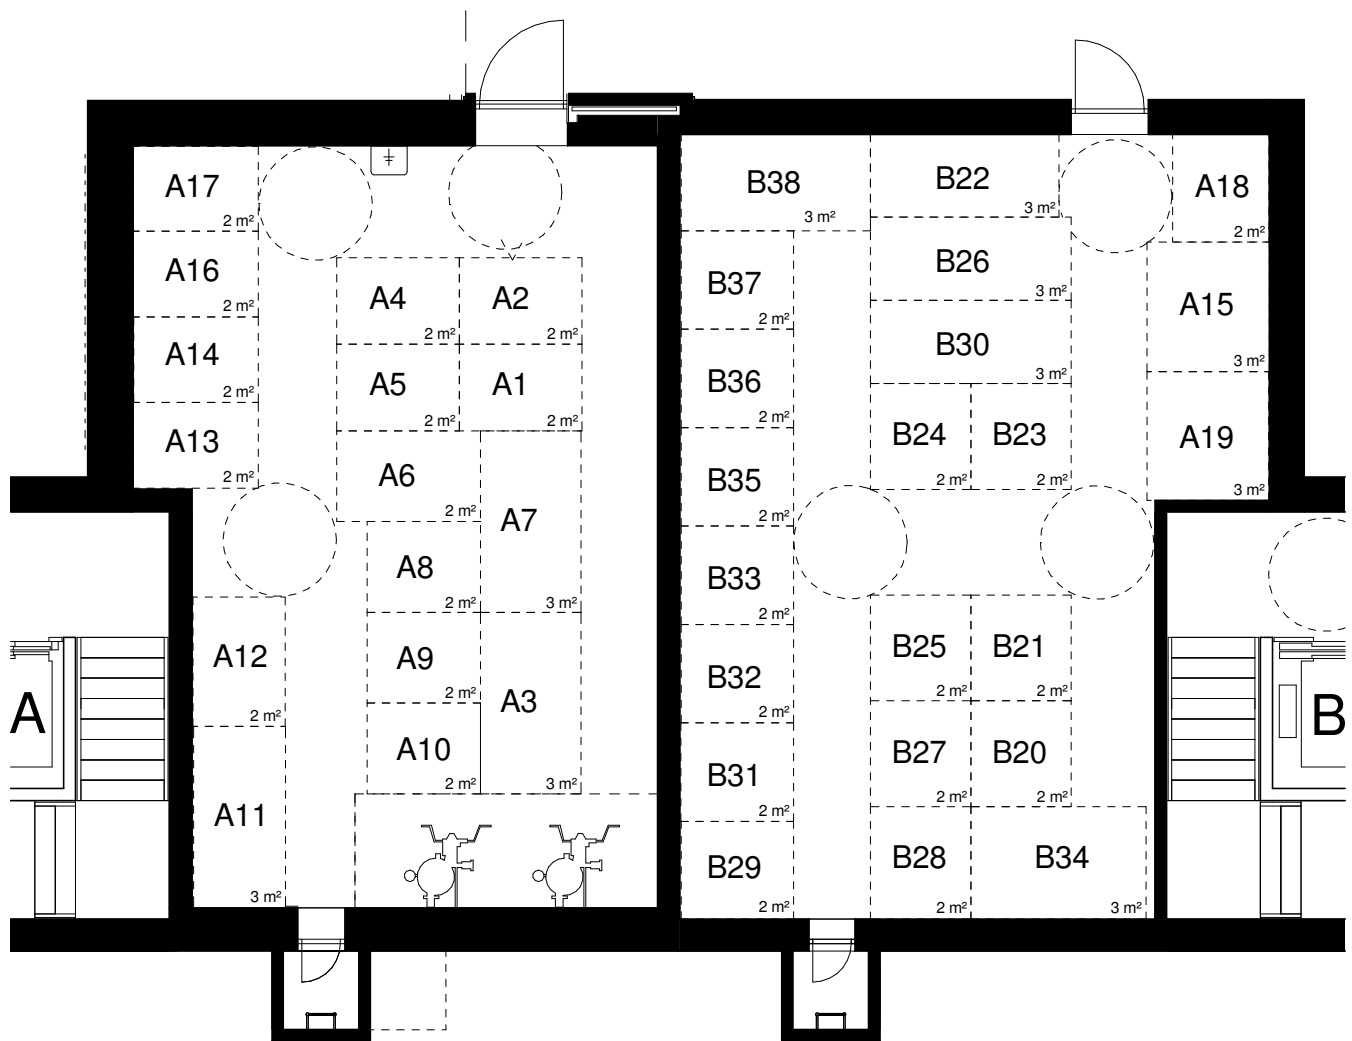 A17
2 m²
A16
2 m²
A14
2 m²
A13
2 m²
A4
2 m²
A2
2 m²
A5
2 m²
A1
2 m²
A6
2 m²
A7
3 m²
A8
2 m²
A9
2 m²
A3
3 m²
A10
2 m²
A12
2 m²
A11
3 m²
A
B38
3 m²
B22
3 m²
A18
2 m²
B37
2 m²
B26
3 m²
A15
3 m²
B36
2 m²
B30
3 m²
B35
2 m²
B24
2 m²
B23
2 m²
A19
3 m²
B33
2 m²
B32
2 m²
B25
2 m²
B21
2 m²
B31
2 m²
B27
2 m²
B20
2 m²
B29
2 m²
B28
2 m²
B34
3 m²
B